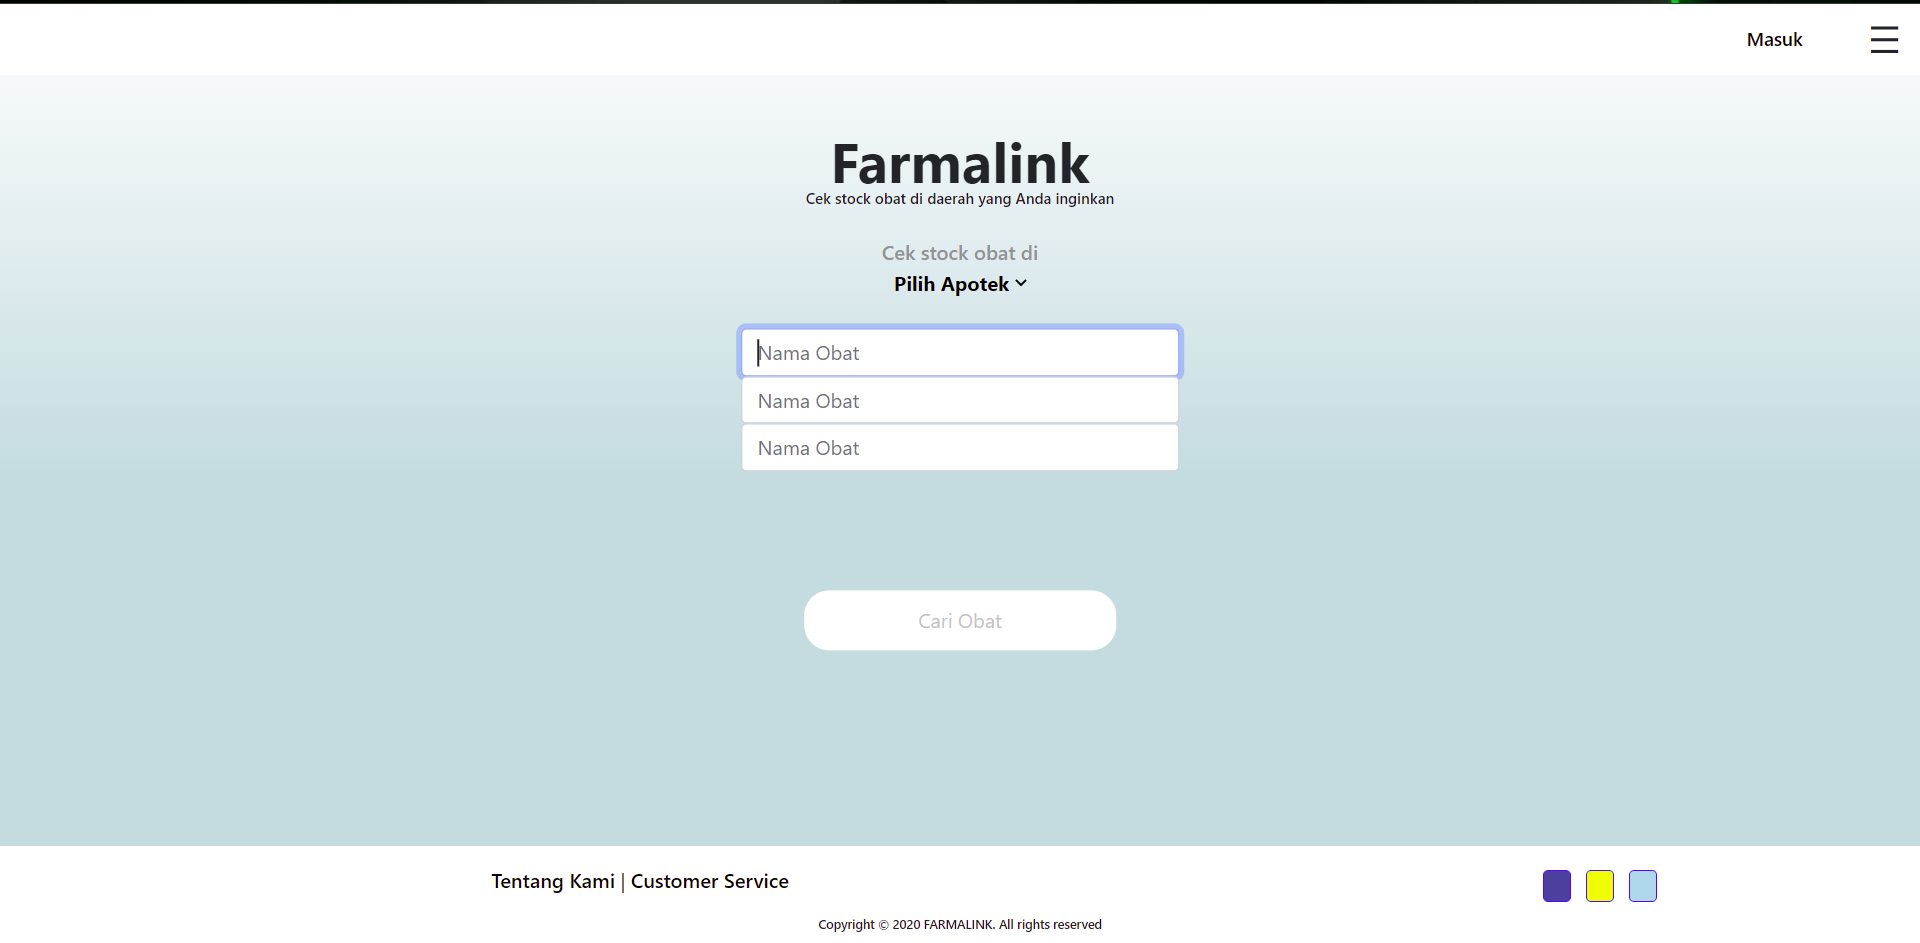 Masuk
Farmalink
Cek stock obat di daerah yang Anda inginkan
Cek stock obat di
Pilih Apotek
Nama Obat
Nama Obat
Nama Obat
Cari Obat
Tentang Kami | Customer Service
Copyright © 2020 FARMALINK. All rights reserved